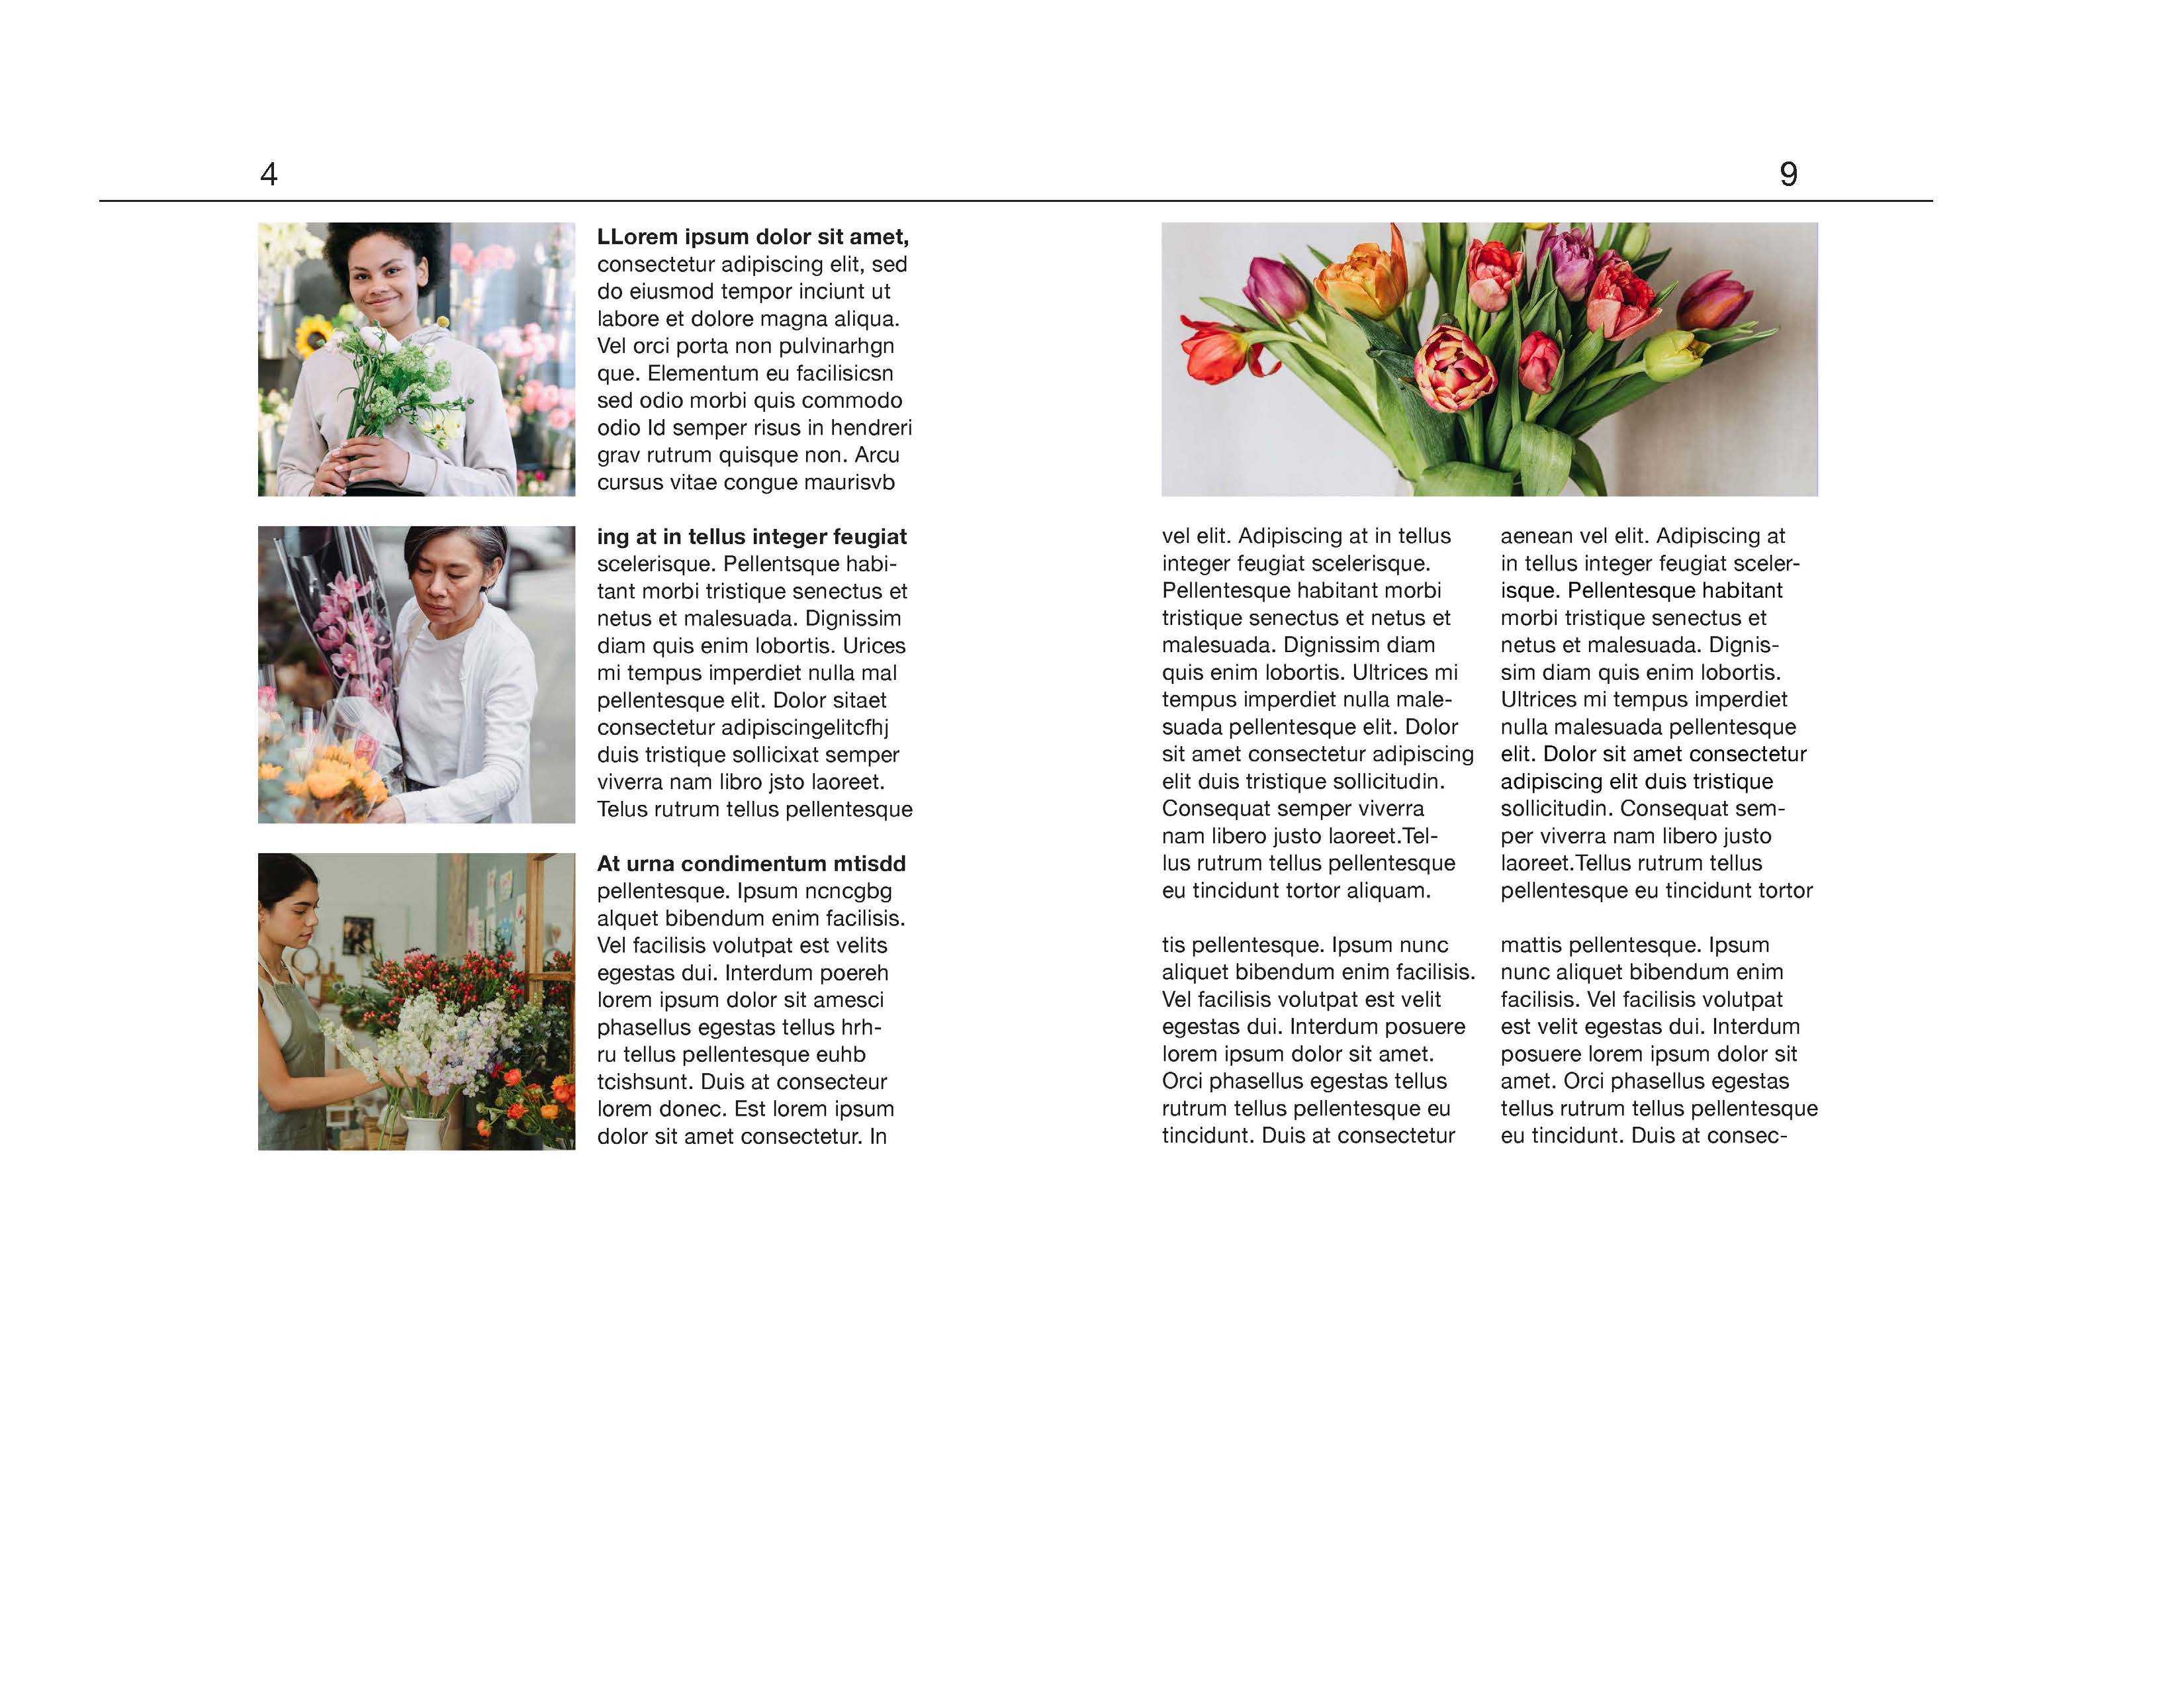 4
9
LLorem ipsum dolor sit amet,
consectetur adipiscing elit, sed
do eiusmod tempor inciunt ut
labore et dolore magna aliqua.
Vel orci porta non pulvinarhgn
que. Elementum eu facilisicsn
sed odio morbi quis commodo
odio Id semper risus in hendreri
grav rutrum quisque non. Arcu
cursus vitae congue maurisvb
ing at in tellus integer feugiat
scelerisque. Pellentsque habi-
tant morbi tristique senectus et
netus et malesuada. Dignissim
diam quis enim lobortis. Urices
mi tempus imperdiet nulla mal
pellentesque elit. Dolor sitaet
consectetur adipiscingelitcfhj
duis tristique sollicixat semper
viverra nam libro jsto laoreet.
Telus rutrum tellus pellentesque
At urna condimentum mtisdd
pellentesque. Ipsum ncncgbg
alquet bibendum enim facilisis.
Vel facilisis volutpat est velits
egestas dui. Interdum poereh
lorem ipsum dolor sit amesci
phasellus egestas tellus hrh-
ru tellus pellentesque euhb
tcishsunt. Duis at consecteur
lorem donec. Est lorem ipsum
dolor sit amet consectetur. In
vel elit. Adipiscing at in tellus
integer feugiat scelerisque.
Pellentesque habitant morbi
tristique senectus et netus et
malesuada. Dignissim diam
quis enim lobortis. Ultrices mi
tempus imperdiet nulla male-
suada pellentesque elit. Dolor
sit amet consectetur adipiscing
elit duis tristique sollicitudin.
Consequat semper viverra
nam libero justo laoreet.Tel-
lus rutrum tellus pellentesque
eu tincidunt tortor aliquam.
tis pellentesque. Ipsum nunc
aliquet bibendum enim facilisis.
Vel facilisis volutpat est velit
egestas dui. Interdum posuere
lorem ipsum dolor sit amet.
Orci phasellus egestas tellus
rutrum tellus pellentesque eu
tincidunt. Duis at consectetur
aenean vel elit. Adipiscing at
in tellus integer feugiat sceler-
isque. Pellentesque habitant
morbi tristique senectus et
netus et malesuada. Dignis-
sim diam quis enim lobortis.
Ultrices mi tempus imperdiet
nulla malesuada pellentesque
elit. Dolor sit amet consectetur
adipiscing elit duis tristique
sollicitudin. Consequat sem-
per viverra nam libero justo
laoreet.Tellus rutrum tellus
pellentesque eu tincidunt tortor
mattis pellentesque. Ipsum
nunc aliquet bibendum enim
facilisis. Vel facilisis volutpat
est velit egestas dui. Interdum
posuere lorem ipsum dolor sit
amet. Orci phasellus egestas
tellus rutrum tellus pellentesque
eu tincidunt. Duis at consec-